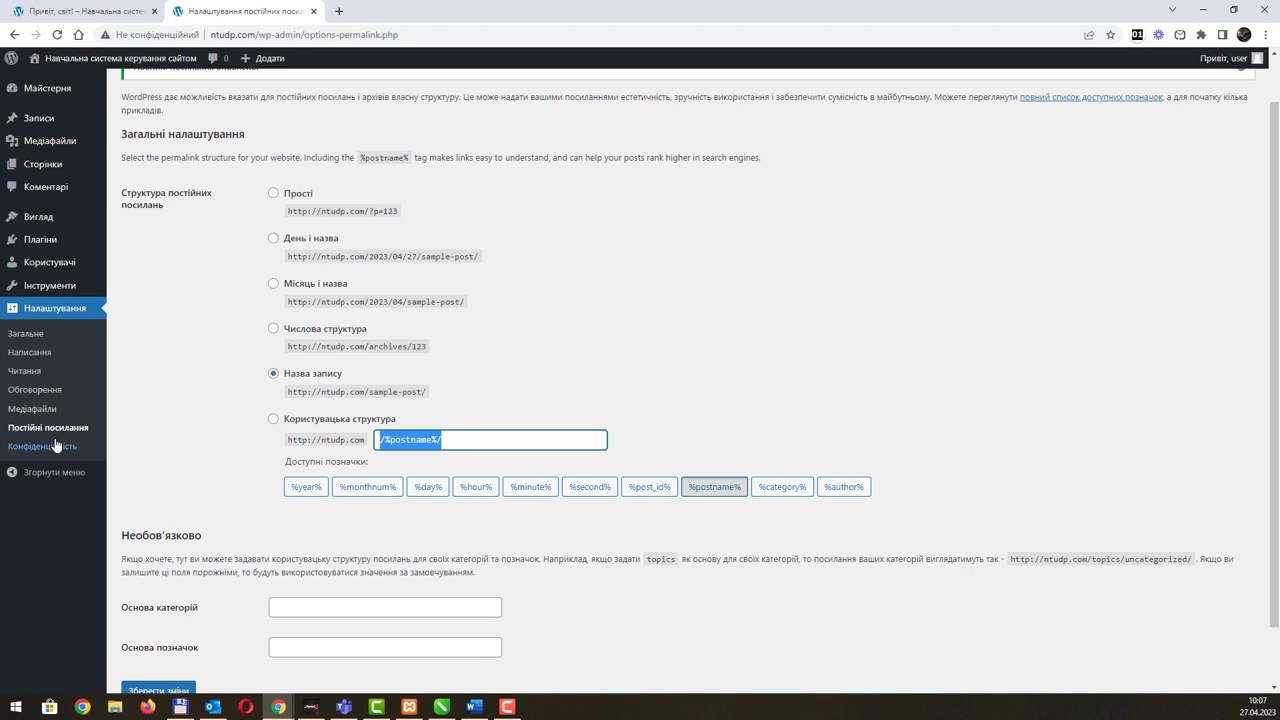 Привіт, світ! – Навчальна систе
Налаштування постійних посил
Не конфіденційний
ntudp.com/wp-admin/options-permalink.php
Навчальна система керування сайтом
0
Додати
Привіт, user
Майстерня
WordPress дає можливість вказати для постійних посилань і архівів власну структуру. Це може надати вашими посиланнями естетичність, зручність використання і забезпечити сумісність в майбутньому. Можете переглянути повний список доступних позначок, а для початку кілька
прикладів.
Записи
Медіафайли
Сторінки
Коментарі
Вигляд
Плагіни
Користувачі
Інструменти
Налаштування
Загальне
Написання
Читання
Обговорення
Медіафайли
Постійні посилання
Згорнути меню
Загальні налаштування
Select the permalink structure for your website. Including the %postname% tag makes links easy to understand, and can help your posts rank higher in search engines.
Структура постійних
посилань
Прості
http://ntudp.com/?p=123
День і назва
http://ntudp.com/2023/04/27/sample-post/
Місяць і назва
http://ntudp.com/2023/04/sample-post/
Числова структура
http://ntudp.com/archives/123
Назва запису
http://ntudp.com/sample-post/
Користувацька структура
http://ntudp.com /%postname%/
Доступні позначки:
%year% %monthnum% %day% %hour% %minute% %second% %post_id% %postname% %category% %author%
Необов’язково
Якщо хочете, тут ви можете задавати користувацьку структуру посилань для своїх категорій та позначок. Наприклад, якщо задати topics як основу для своїх категорій, то посилання ваших категорій виглядатимуть так - http://ntudp.com/topics/uncategorized/ . Якщо ви
залишите ці поля порожніми, то будуть використовуватися значення за замовчуванням.
Основа категорій
Основа позначок
Зберегти зміни
10:07
27.04.2023